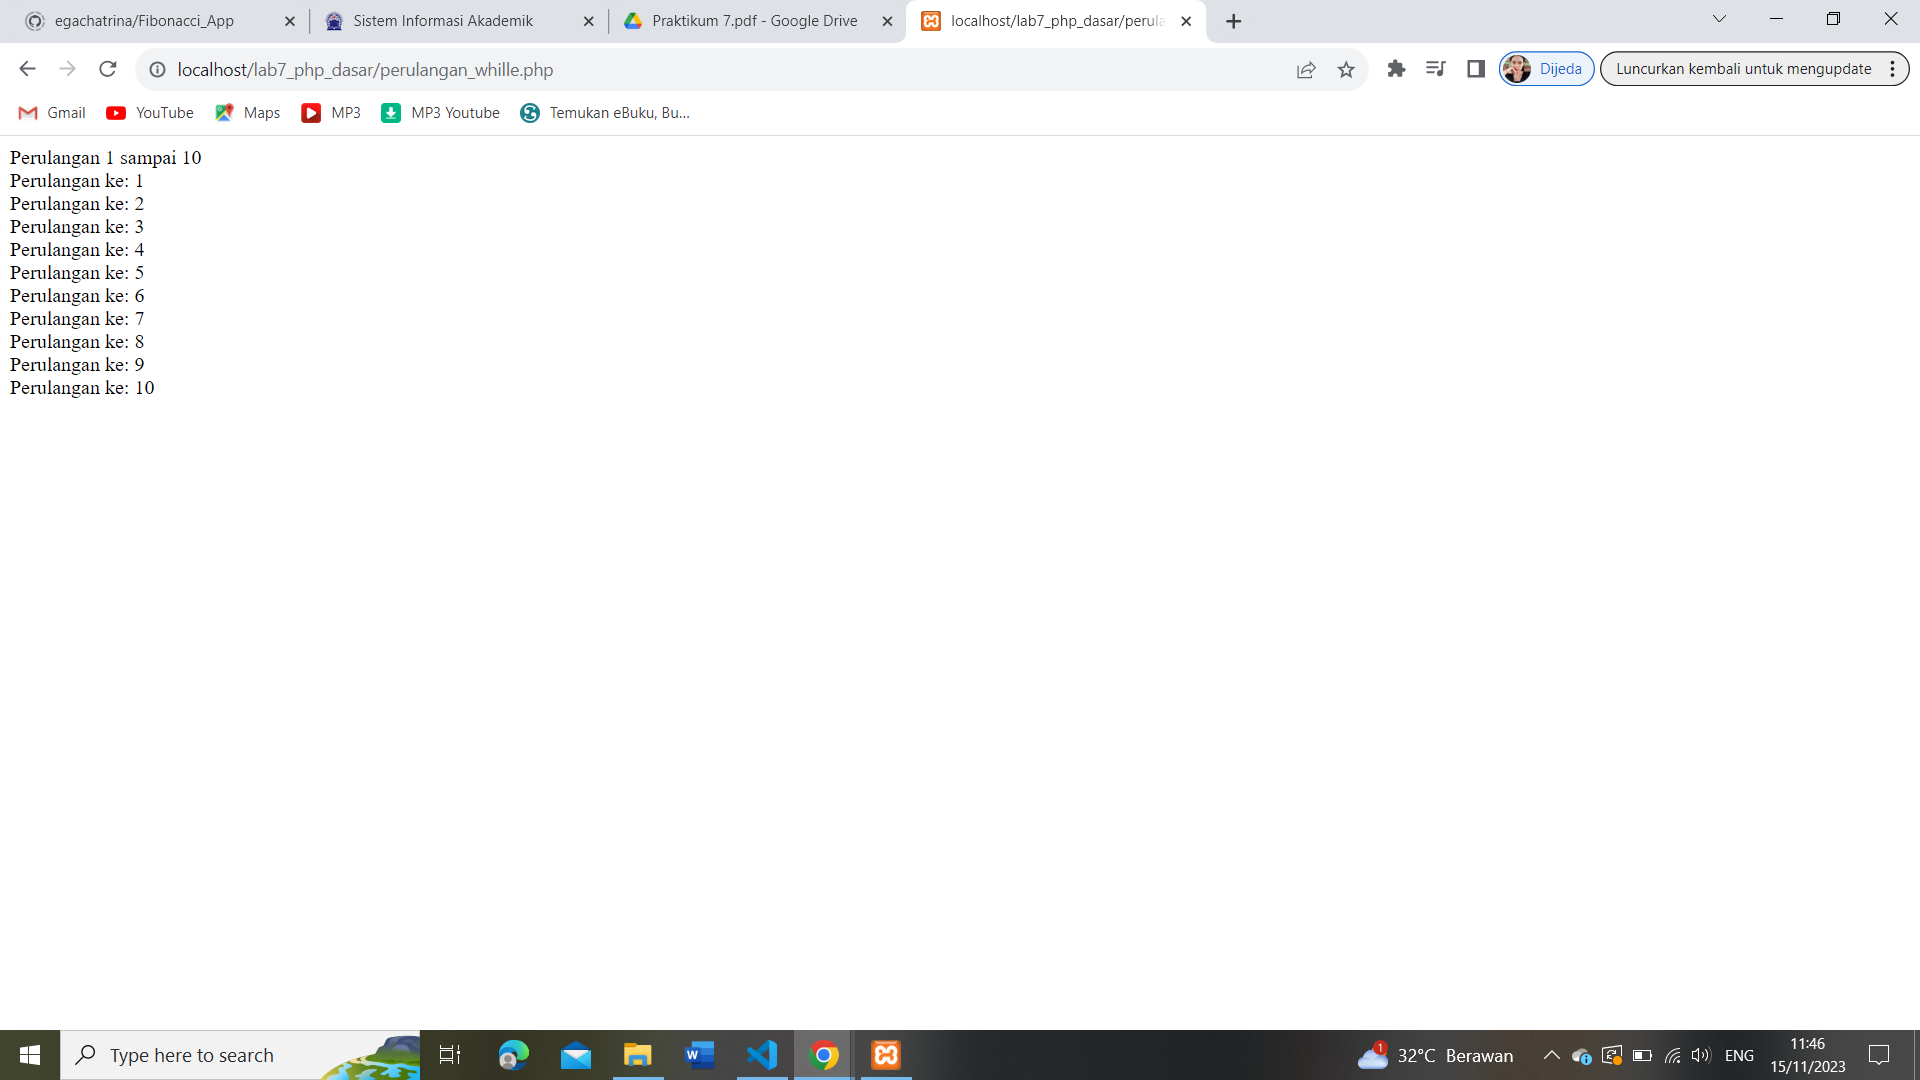 egachatrina/Fibonacci_App
Sistem Informasi Akademik
Praktikum 7.pdf - Google Drive
localhost/lab7_php_dasar/perula
localhost/lab7_php_dasar/perulangan_whille.php
Dijeda
Luncurkan kembali untuk mengupdate
Gmail
YouTube
Maps
MP3
MP3 Youtube
Temukan eBuku, Bu...
Perulangan 1 sampai 10
Perulangan ke: 1
Perulangan ke: 2
Perulangan ke: 3
Perulangan ke: 4
Perulangan ke: 5
Perulangan ke: 6
Perulangan ke: 7
Perulangan ke: 8
Perulangan ke: 9
Perulangan ke: 10
Type here to search
1
32°C Berawan
ENG
11:46
15/11/2023